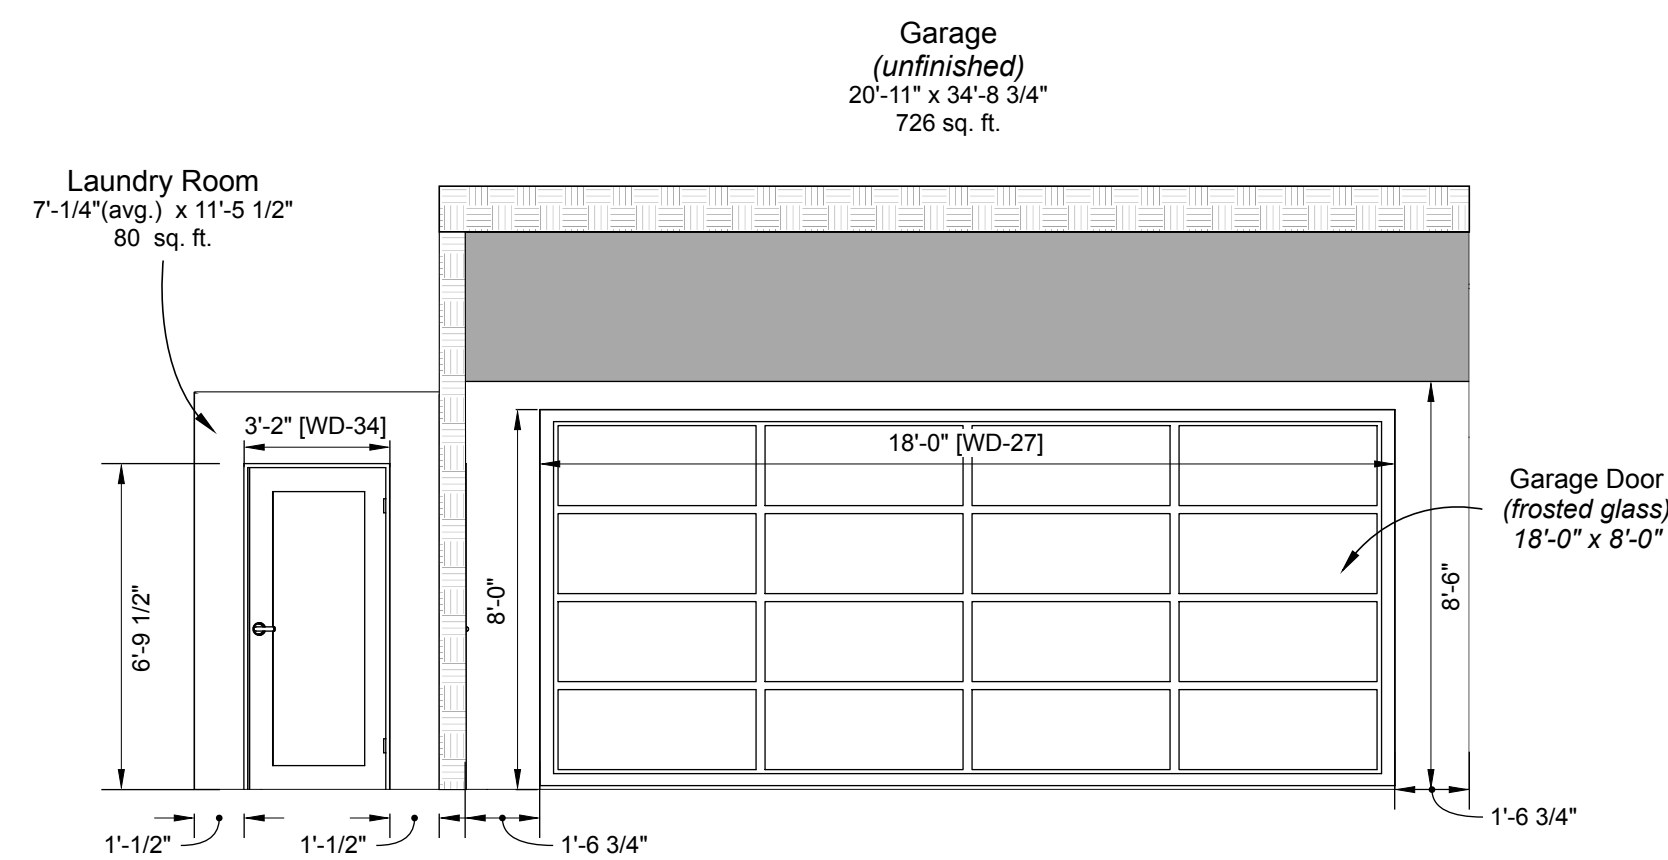 Garage
(unfinished)
20'-11" x 34'-8 3/4"
726 sq. ft.
Laundry Room
7'-1/4"(avg.) x 11'-5 1/2"
80 sq. ft.
3'-2" [WD-34]
18'-0" [WD-27]
Garage Door
(frosted glass)
18'-0" x 8'-0"
6'-9 1/2"
8'-0"
8'-6"
1'-1/2"
1'-1/2"
1'-6 3/4"
1'-6 3/4"